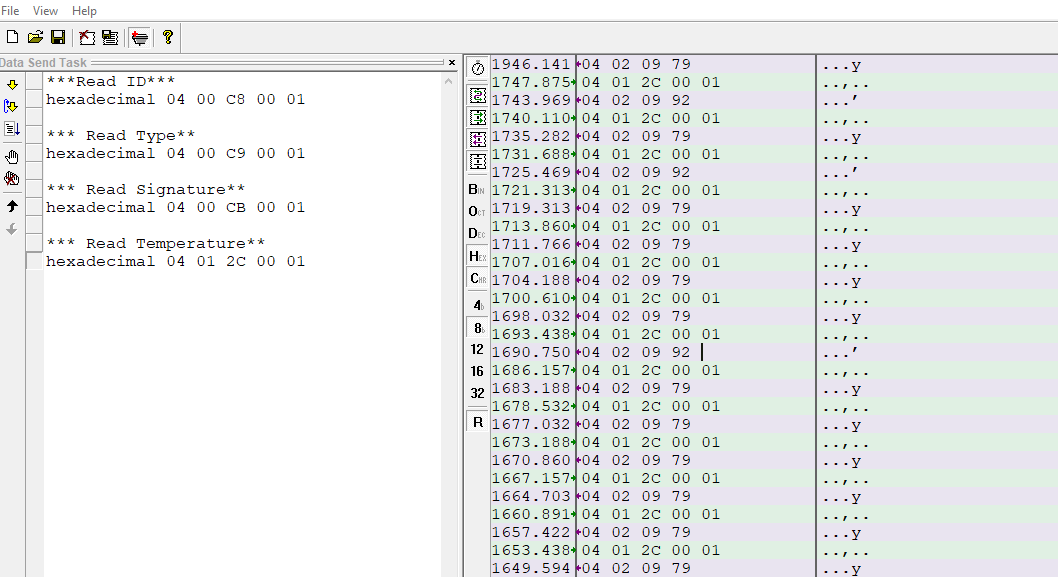 File View Help
Data Send Task
***Read ID***
hexadecimal 04 00 C8 00 01
*** Read Type**
hexadecimal 04 00 C9 00 01
*** Read Signature**
hexadecimal 04 00 CB 00 01
*** Read Temperature**
hexadecimal 04 01 2C 00 01
BIN
OCT
DEC
HEX
CHR
4b
8b
12
16
32
R
1946.141 04 02 09 79 ...y
1747.875 04 01 2C 00 01 ..,..
1743.969 04 02 09 92 ...’
1740.110 04 01 2C 00 01 ..,..
1735.282 04 02 09 79 ...y
1731.688 04 01 2C 00 01 ..,..
1725.469 04 02 09 92 ...’
1721.313 04 01 2C 00 01 ..,..
1719.313 04 02 09 79 ...y
1713.860 04 01 2C 00 01 ..,..
1711.766 04 02 09 79 ...y
1707.016 04 01 2C 00 01 ..,..
1704.188 04 02 09 79 ...y
1700.610 04 01 2C 00 01 ..,..
1698.032 04 02 09 79 ...y
1693.438 04 01 2C 00 01 ..,..
1690.750 04 02 09 92 ...’
1686.157 04 01 2C 00 01 ..,..
1683.188 04 02 09 79 ...y
1678.532 04 01 2C 00 01 ..,..
1677.032 04 02 09 79 ...y
1673.188 04 01 2C 00 01 ..,..
1670.860 04 02 09 79 ...y
1667.157 04 01 2C 00 01 ..,..
1664.703 04 02 09 79 ...y
1660.891 04 01 2C 00 01 ..,..
1657.422 04 02 09 79 ...y
1653.438 04 01 2C 00 01 ..,..
1649.594 04 02 09 79 ...y